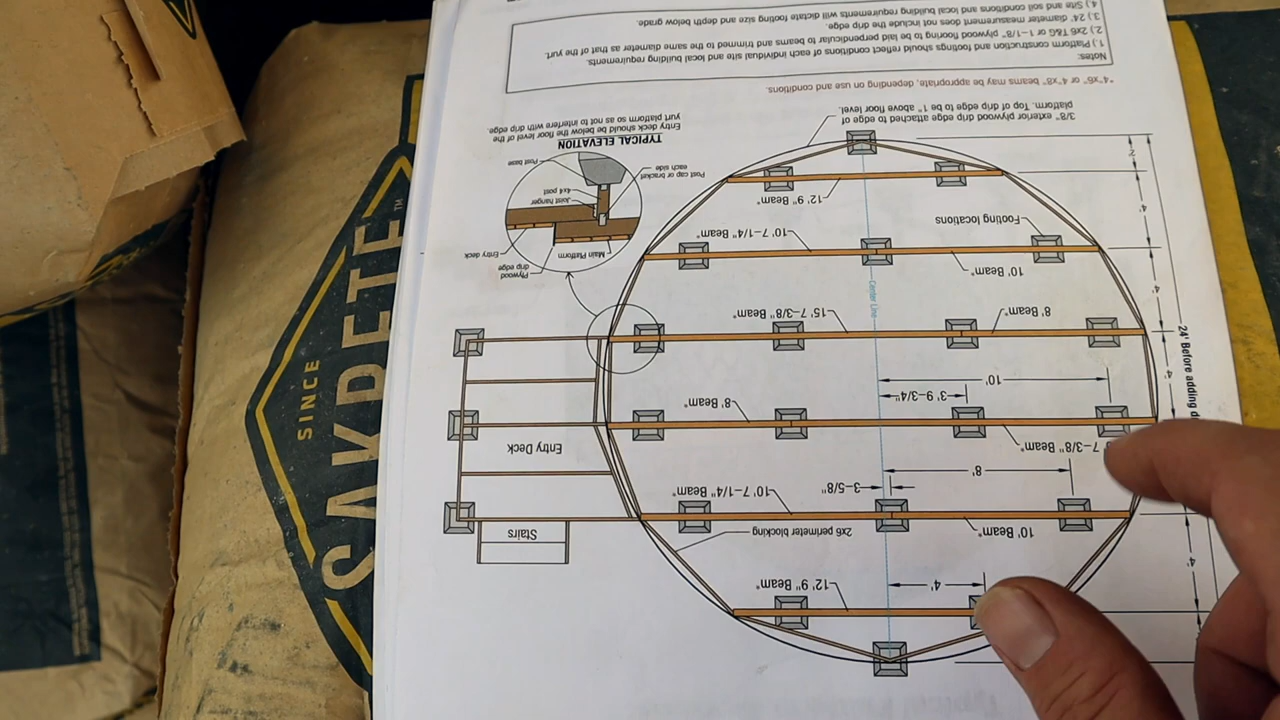 SINCE
SAKRETE™
Stairs
Entry Deck
12' 9" Beam*
4'
2x6 perimeter blocking
10' Beam*
3-5/8"
10' 7-1/4" Beam*
8'
7-3/8" Beam*
8' Beam*
3' 9-3/4"
10'
8' Beam*
15' 7-3/8" Beam*
24' Before adding
4'
4'
4'
4'
2'
Center Line
10' Beam*
10' 7-1/4" Beam*
Footing locations
12' 9" Beam*
Plywood
drip edge
Main Platform
Entry deck
Joist hanger
4x4 post
Post cap or bracket
each side
Post base
TYPICAL ELEVATION
Entry deck should be below the floor level of the
yurt platform so as not to interfere with drip edge.
3/8" exterior plywood drip edge attached to edge of
platform. Top of drip edge to be 1" above floor level.
*4"x6" or 4"x8" beams may be appropriate, depending on use and conditions.
Notes:
1.) Platform construction and footings should reflect conditions of each individual site and local building requirements.
2.) 2x6 T&G or 1-1/8" plywood flooring to be laid perpendicular to beams and trimmed to the same diameter as that of the yurt.
3.) 24' diameter measurement does not include the drip edge.
4.) Site and soil conditions and local building requirements will dictate footing size and depth below grade.